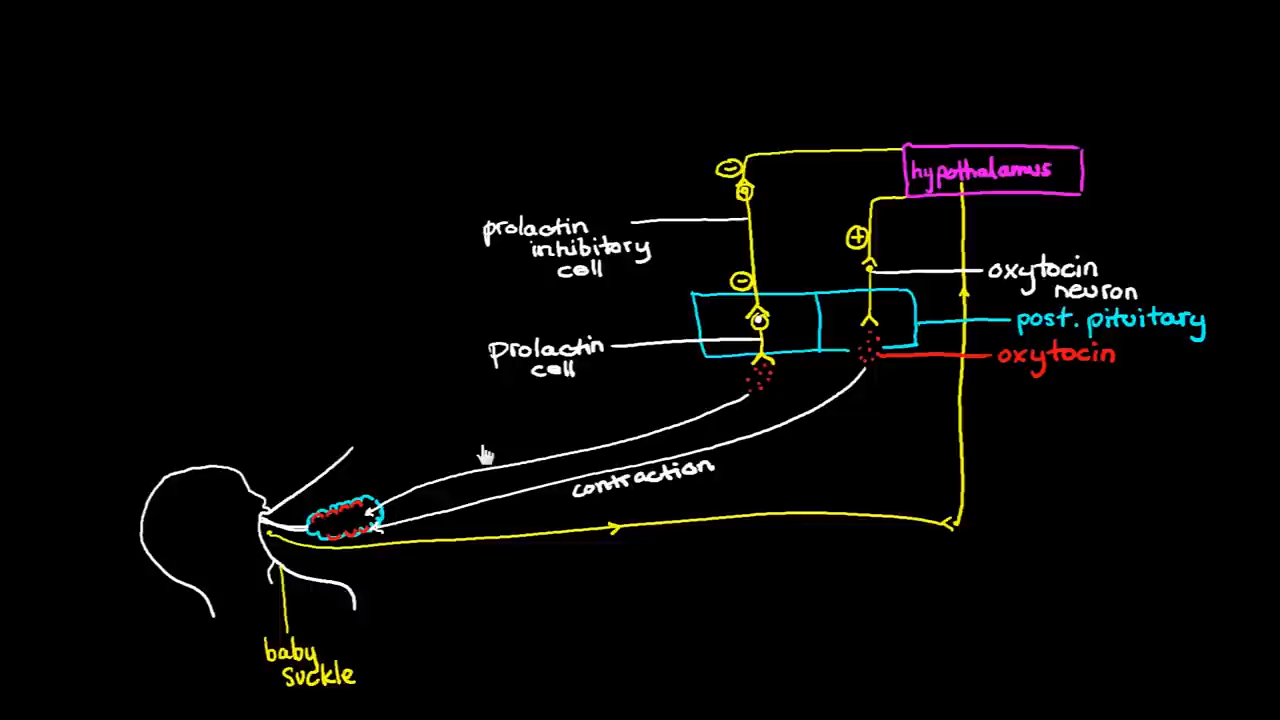 hypothalamus
prolactin
inhibitory
cell
oxytocin
neuron
post. pituitary
prolactin
cell
oxytocin
contraction
baby
suckle